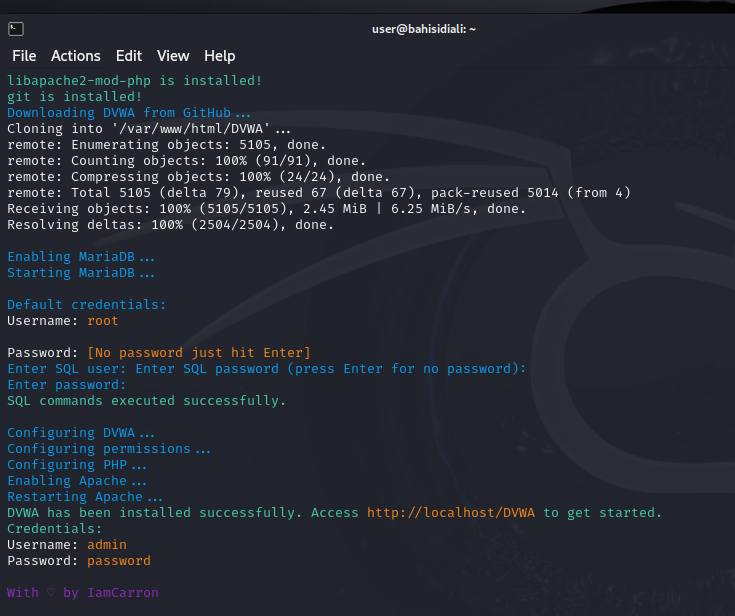 user@bahisidiali: ~
File Actions Edit View Help
libapache2-mod-php is installed!
git is installed!
Downloading DVWA from GitHub...
Cloning into '/var/www/html/DVWA'...
remote: Enumerating objects: 5105, done.
remote: Counting objects: 100% (91/91), done.
remote: Compressing objects: 100% (24/24), done.
remote: Total 5105 (delta 79), reused 67 (delta 67), pack-reused 5014 (from 4)
Receiving objects: 100% (5105/5105), 2.45 MiB | 6.25 MiB/s, done.
Resolving deltas: 100% (2504/2504), done.
Enabling MariaDB...
Starting MariaDB...
Default credentials:
Username: root
Password: [No password just hit Enter]
Enter SQL user: Enter SQL password (press Enter for no password):
Enter password:
SQL commands executed successfully.
Configuring DVWA...
Configuring permissions...
Configuring PHP...
Enabling Apache...
Restarting Apache...
DVWA has been installed successfully. Access http://localhost/DVWA to get started.
Credentials:
Username: admin
Password: password
With ♡ by IamCarron